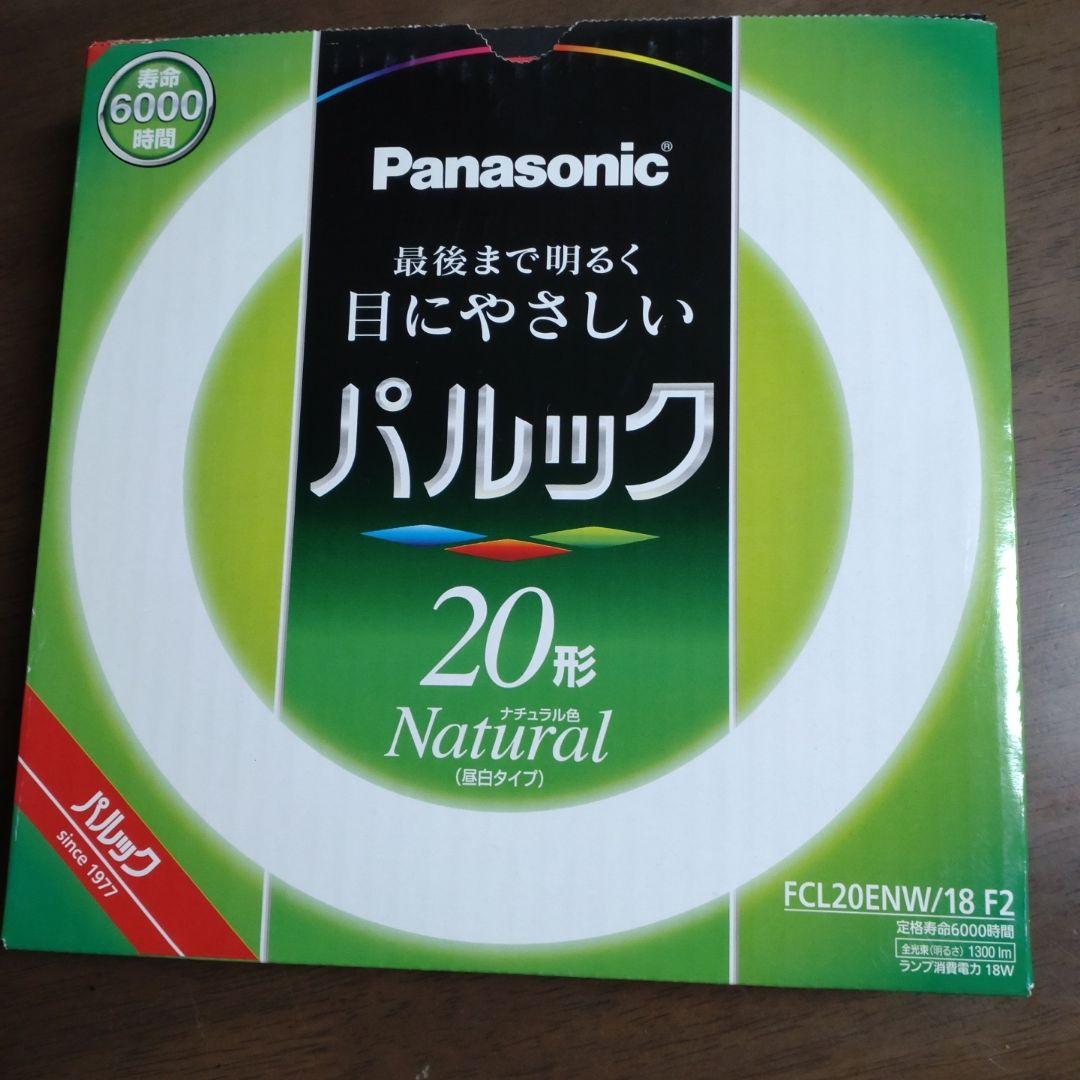 寿命
6000
時間
Panasonic®
最後まで明るく
目にやさしい
パルック
20形
ナチュラル色
Natural
(昼白タイプ)
パルック
since 1977
FCL20ENW/18 F2
定格寿命6000時間
全光束(明るさ) 1300 lm
ランプ消費電力 18W